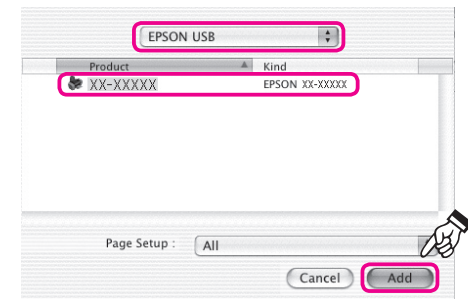 EPSON USB
Product Kind
XX-XXXXX EPSON XX-XXXXX
Page Setup : All
Cancel Add